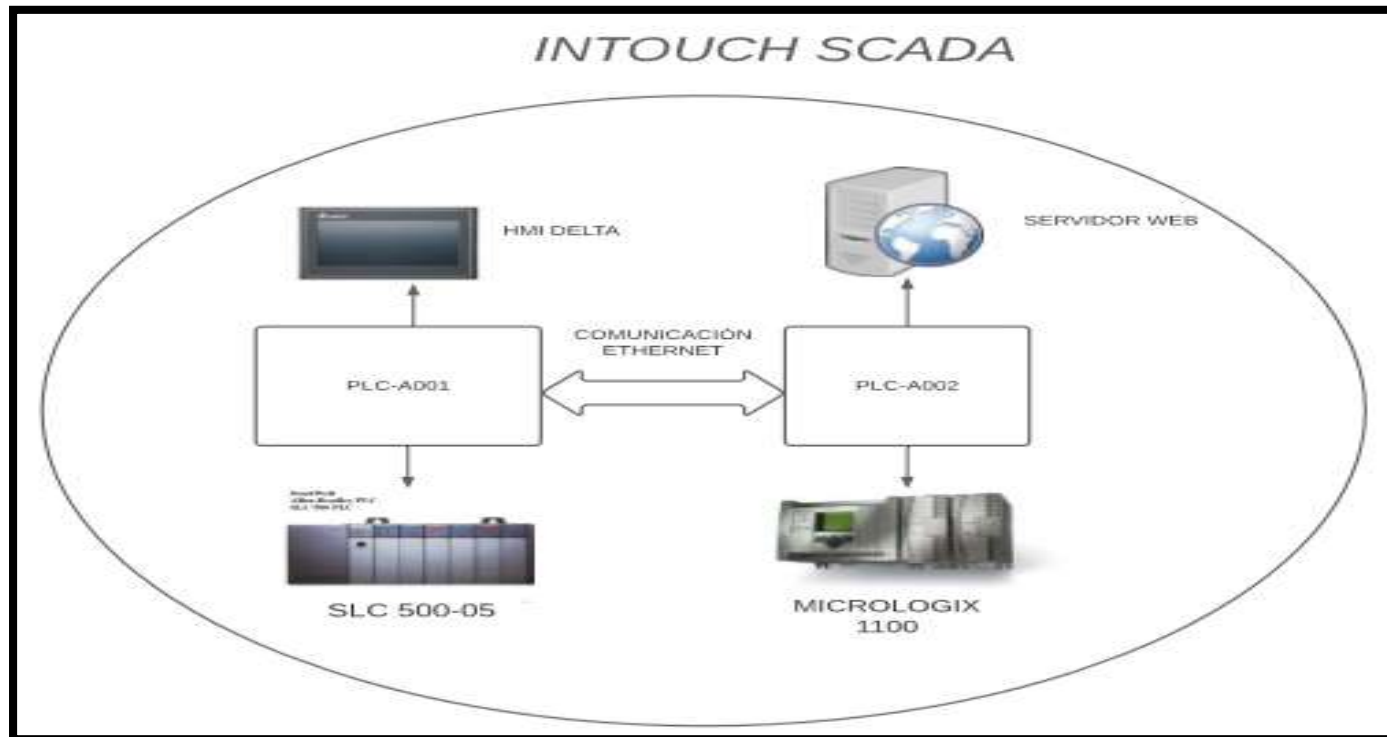 INTOUCH SCADA
HMI DELTA
SERVIDOR WEB
COMUNICACIÓN
ETHERNET
PLC-A001
PLC-A002
SLC 500-05
MICROLOGIX
1100